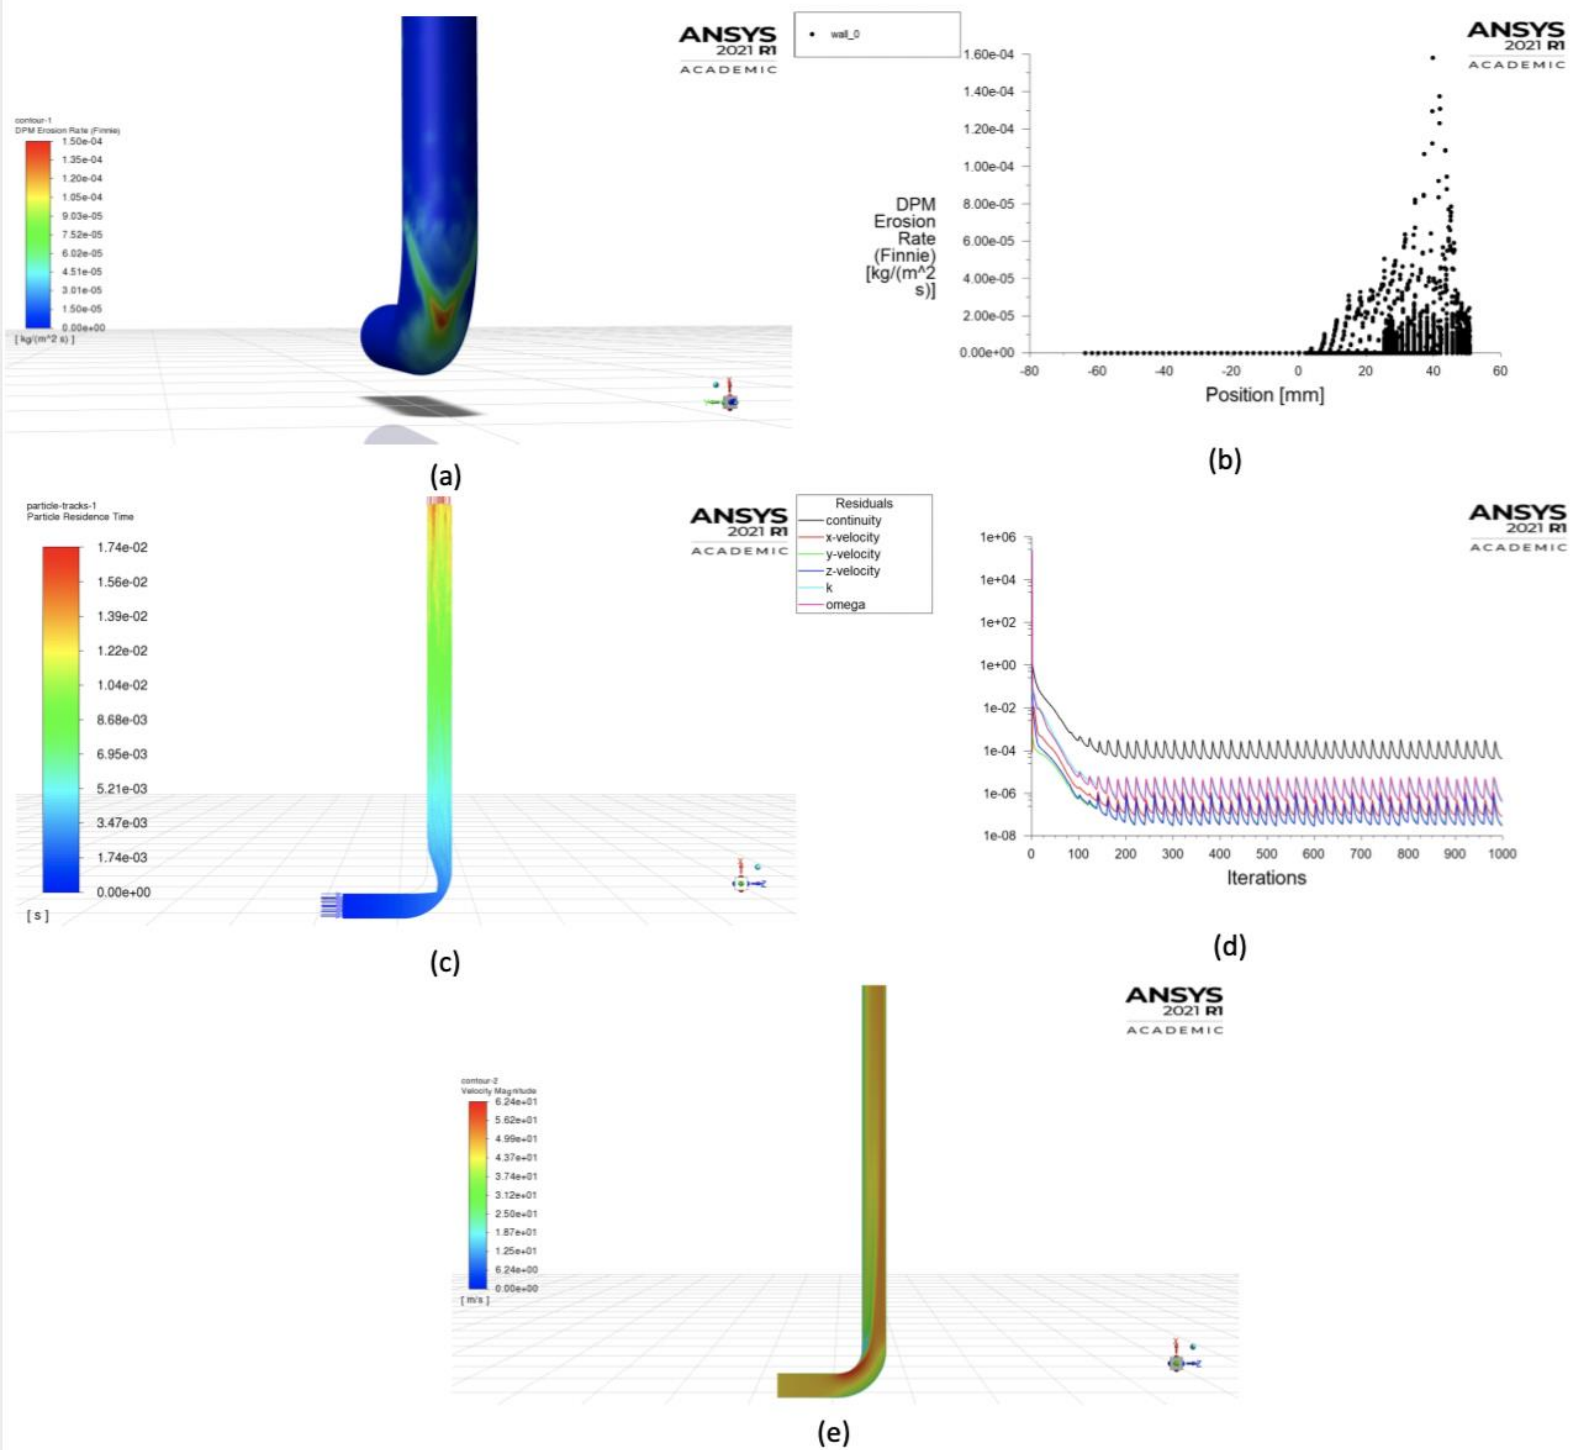 ANSYS
2021 R1
ACADEMIC
contour-1
DPM Erosion Rate (Finnie)
1.50e-04
1.35e-04
1.20e-04
1.05e-04
9.03e-05
7.52e-05
6.02e-05
4.51e-05
3.01e-05
1.50e-05
0.00e+00
[ kg/(m^2 s) ]
(a)
wall_0
ANSYS
2021 R1
ACADEMIC
1.60e-04
1.40e-04
1.20e-04
1.00e-04
8.00e-05
6.00e-05
4.00e-05
2.00e-05
0.00e+00
DPM
Erosion
Rate
(Finnie)
[kg/(m^2
s)]
-80 -60 -40 -20 0 20 40 60
Position [mm]
(b)
particle-tracks-1
Particle Residence Time
ANSYS
2021 R1
ACADEMIC
1.74e-02
1.56e-02
1.39e-02
1.22e-02
1.04e-02
8.68e-03
6.95e-03
5.21e-03
3.47e-03
1.74e-03
0.00e+00
[ s ]
Z
(c)
Residuals
continuity
x-velocity
y-velocity
z-velocity
k
omega
ANSYS
2021 R1
ACADEMIC
1e+06
1e+04
1e+02
1e+00
1e-02
1e-04
1e-06
1e-08
0 100 200 300 400 500 600 700 800 900 1000
Iterations
(d)
ANSYS
2021 R1
ACADEMIC
contour-2
Velocity Magnitude
6.24e+01
5.62e+01
4.99e+01
4.37e+01
3.74e+01
3.12e+01
2.50e+01
1.87e+01
1.25e+01
6.24e+00
0.00e+00
[ m/s ]
Z
(e)